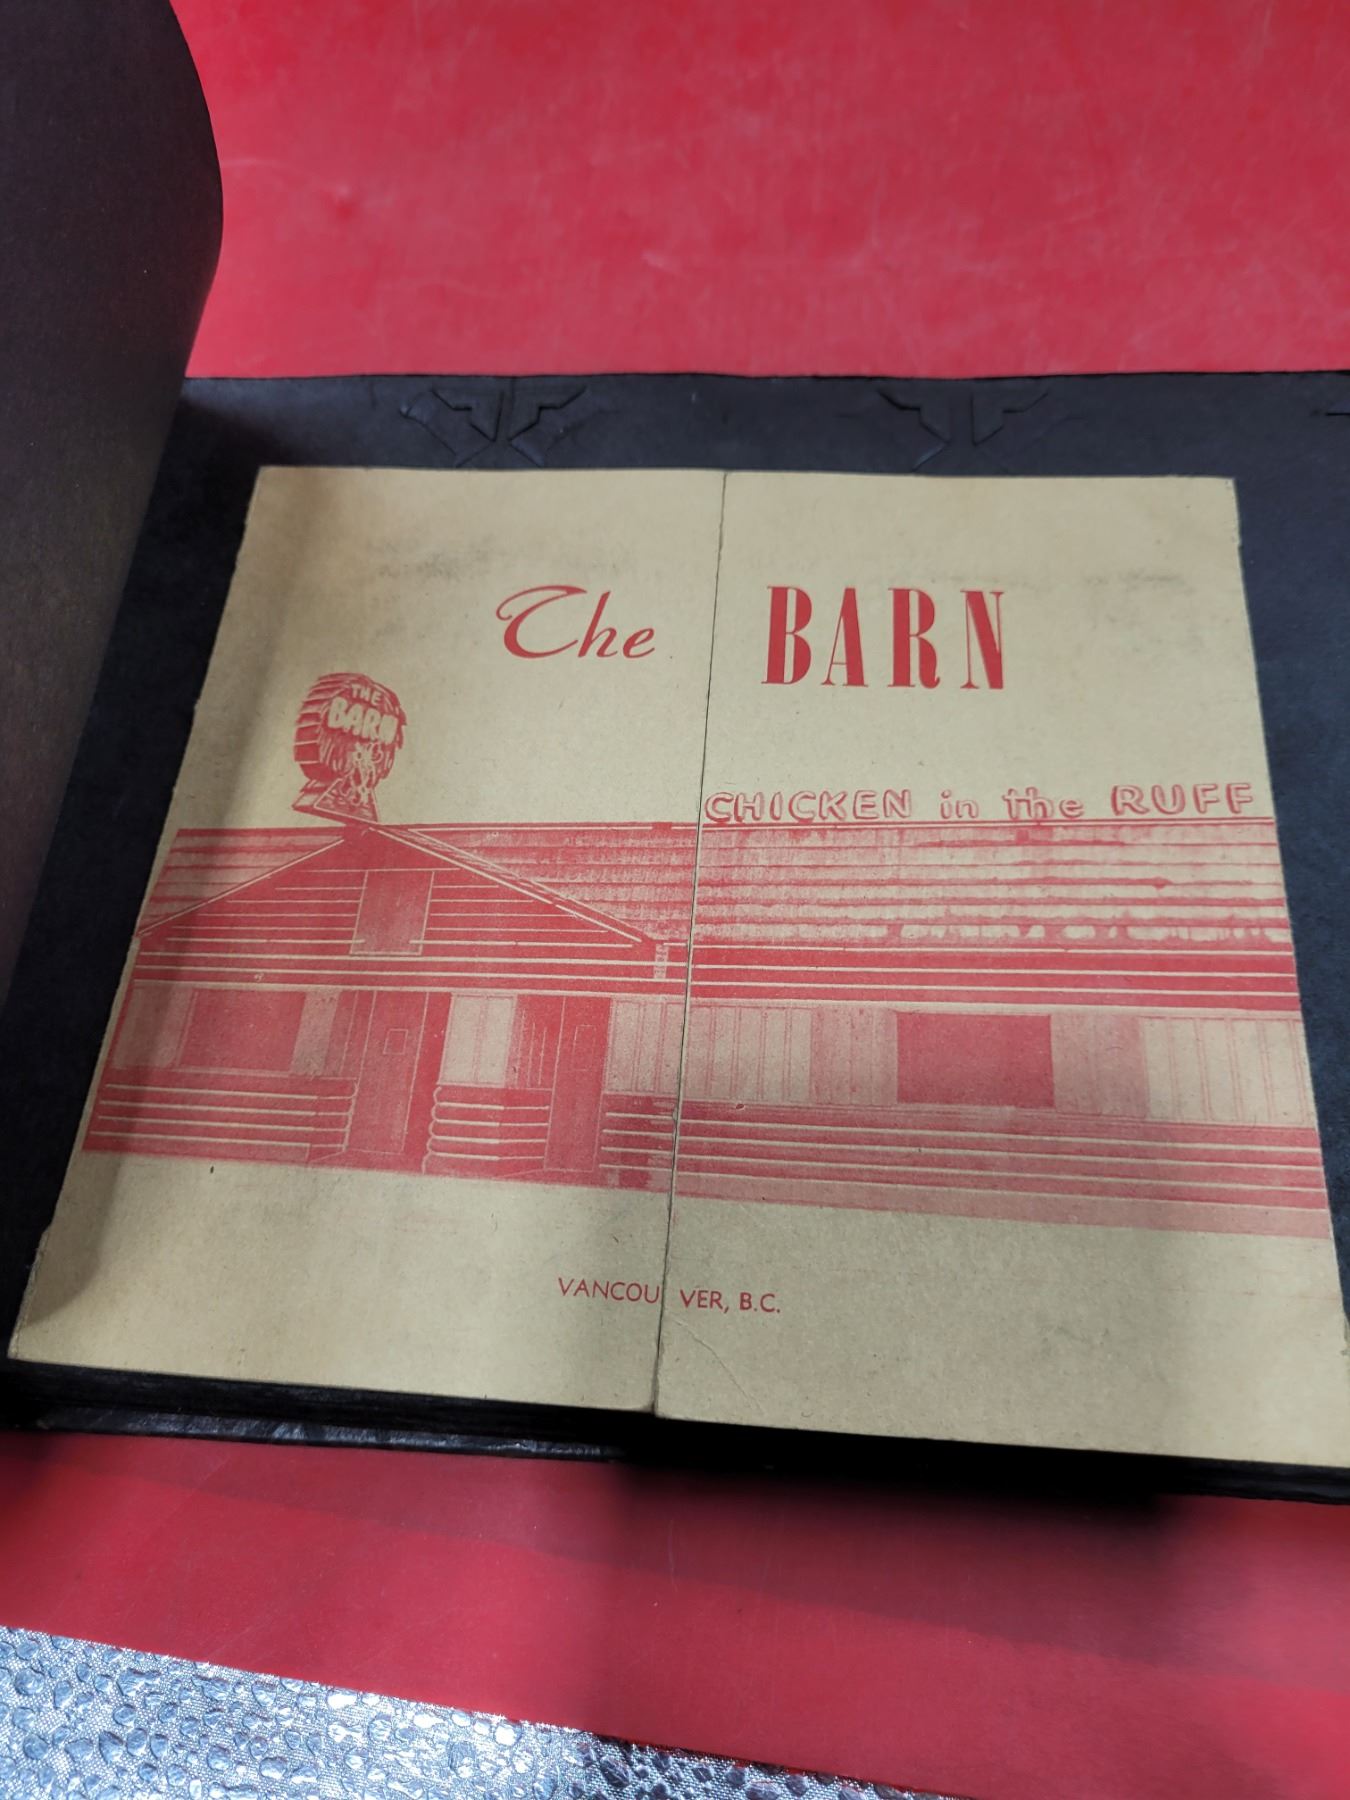 The BARN
THE
BARN
CHICKEN in the RUFF
VANCOUVER, B.C.